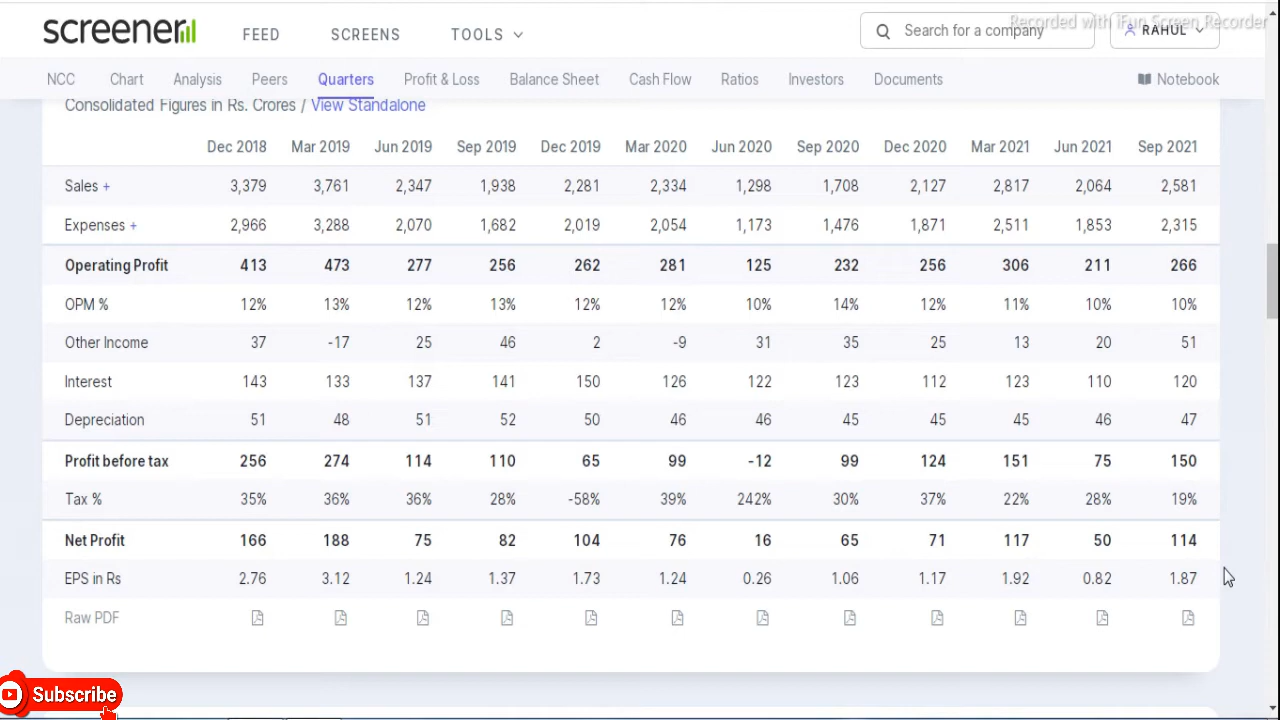 Recorded with iFun Screen Recorder
screener
FEED SCREENS TOOLS
Search for a company
RAHUL
NCC Chart Analysis Peers Quarters Profit & Loss Balance Sheet Cash Flow Ratios Investors Documents Notebook
Consolidated Figures in Rs. Crores / View Standalone
Dec 2018 Mar 2019 Jun 2019 Sep 2019 Dec 2019 Mar 2020 Jun 2020 Sep 2020 Dec 2020 Mar 2021 Jun 2021 Sep 2021
Sales + 3,379 3,761 2,347 1,938 2,281 2,334 1,298 1,708 2,127 2,817 2,064 2,581
Expenses + 2,966 3,288 2,070 1,682 2,019 2,054 1,173 1,476 1,871 2,511 1,853 2,315
Operating Profit 413 473 277 256 262 281 125 232 256 306 211 266
OPM % 12% 13% 12% 13% 12% 12% 10% 14% 12% 11% 10% 10%
Other Income 37 -17 25 46 2 -9 31 35 25 13 20 51
Interest 143 133 137 141 150 126 122 123 112 123 110 120
Depreciation 51 48 51 52 50 46 46 45 45 45 46 47
Profit before tax 256 274 114 110 65 99 -12 99 124 151 75 150
Tax % 35% 36% 36% 28% -58% 39% 242% 30% 37% 22% 28% 19%
Net Profit 166 188 75 82 104 76 16 65 71 117 50 114
EPS in Rs 2.76 3.12 1.24 1.37 1.73 1.24 0.26 1.06 1.17 1.92 0.82 1.87
Raw PDF
Subscribe